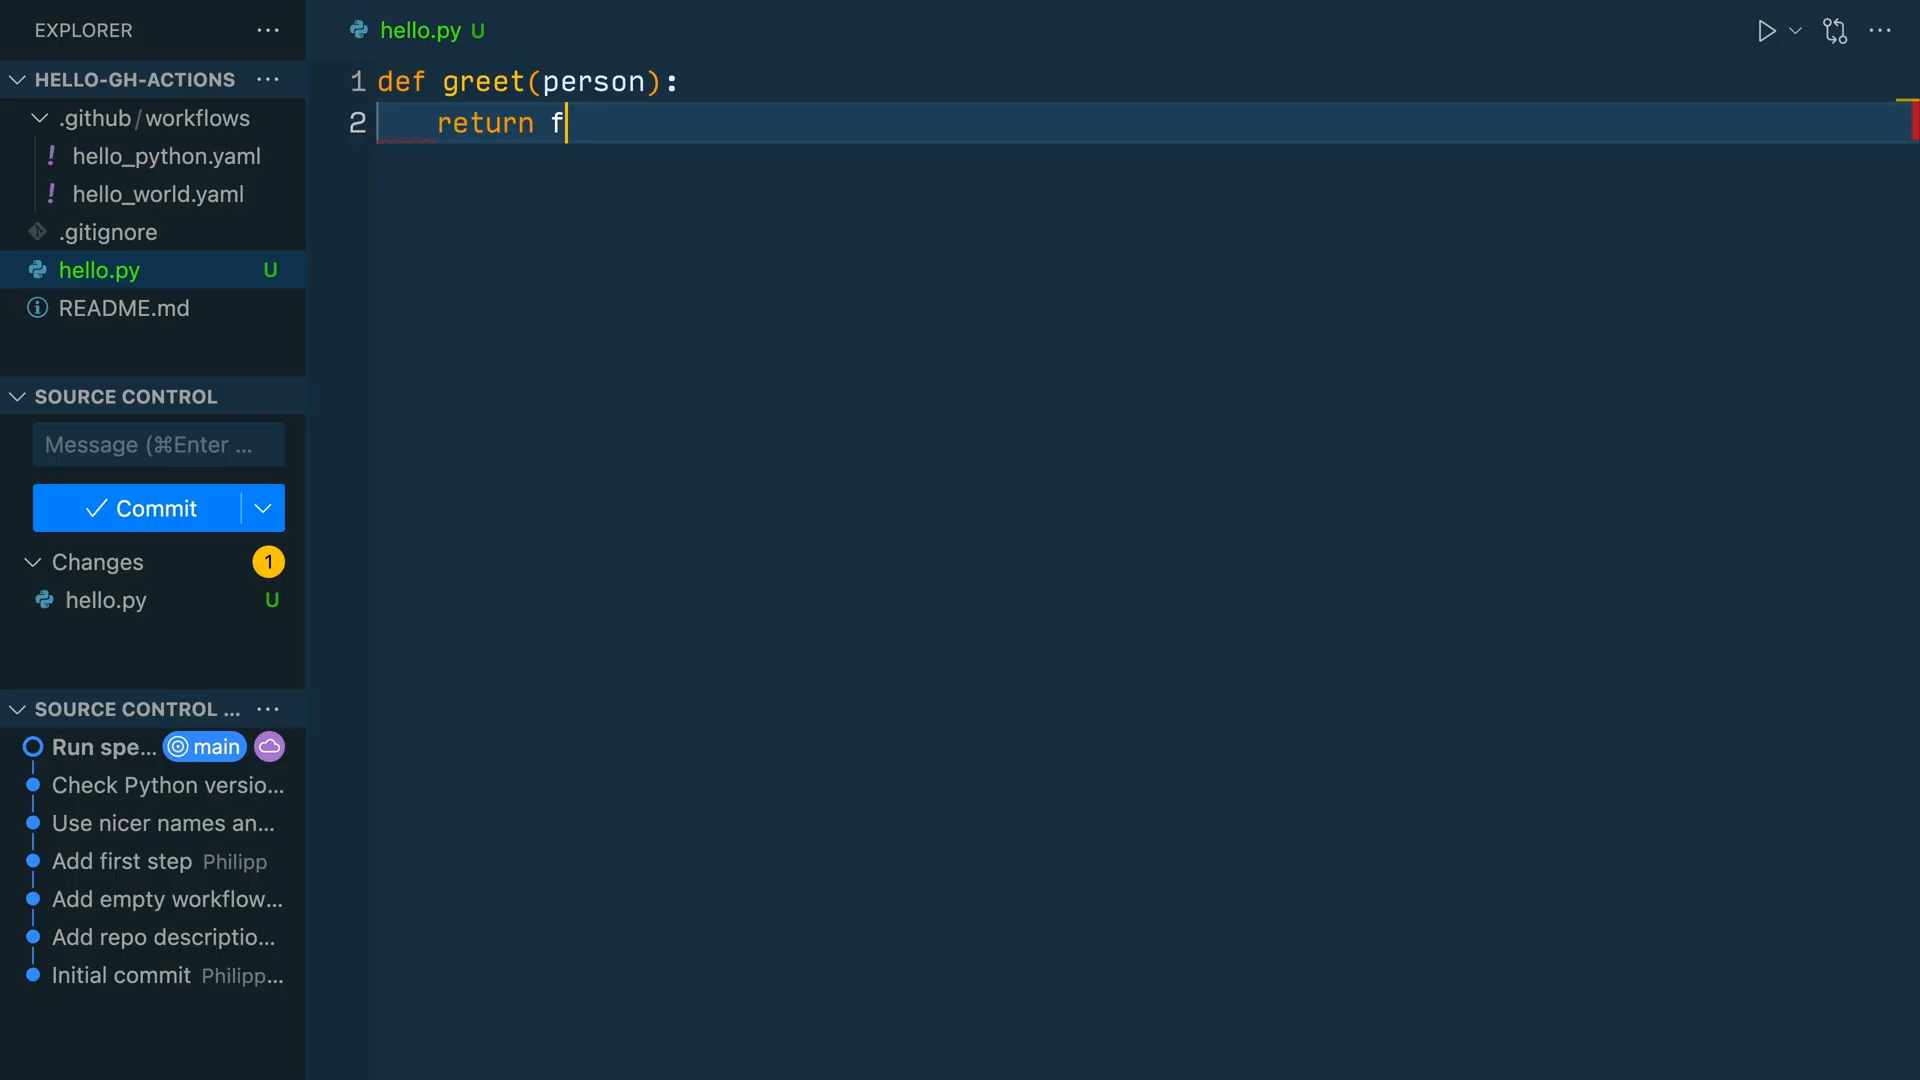 EXPLORER ...
HELLO-GH-ACTIONS ...
.github/workflows
! hello_python.yaml
! hello_world.yaml
.gitignore
hello.py U
README.md
SOURCE CONTROL
Message (⌘Enter ...
Commit
Changes 1
hello.py U
SOURCE CONTROL ... ...
Run spe... main
Check Python versio...
Use nicer names an...
Add first step Philipp
Add empty workflow...
Add repo descriptio...
Initial commit Philipp...
hello.py U ...
1 def greet(person):
2 return f